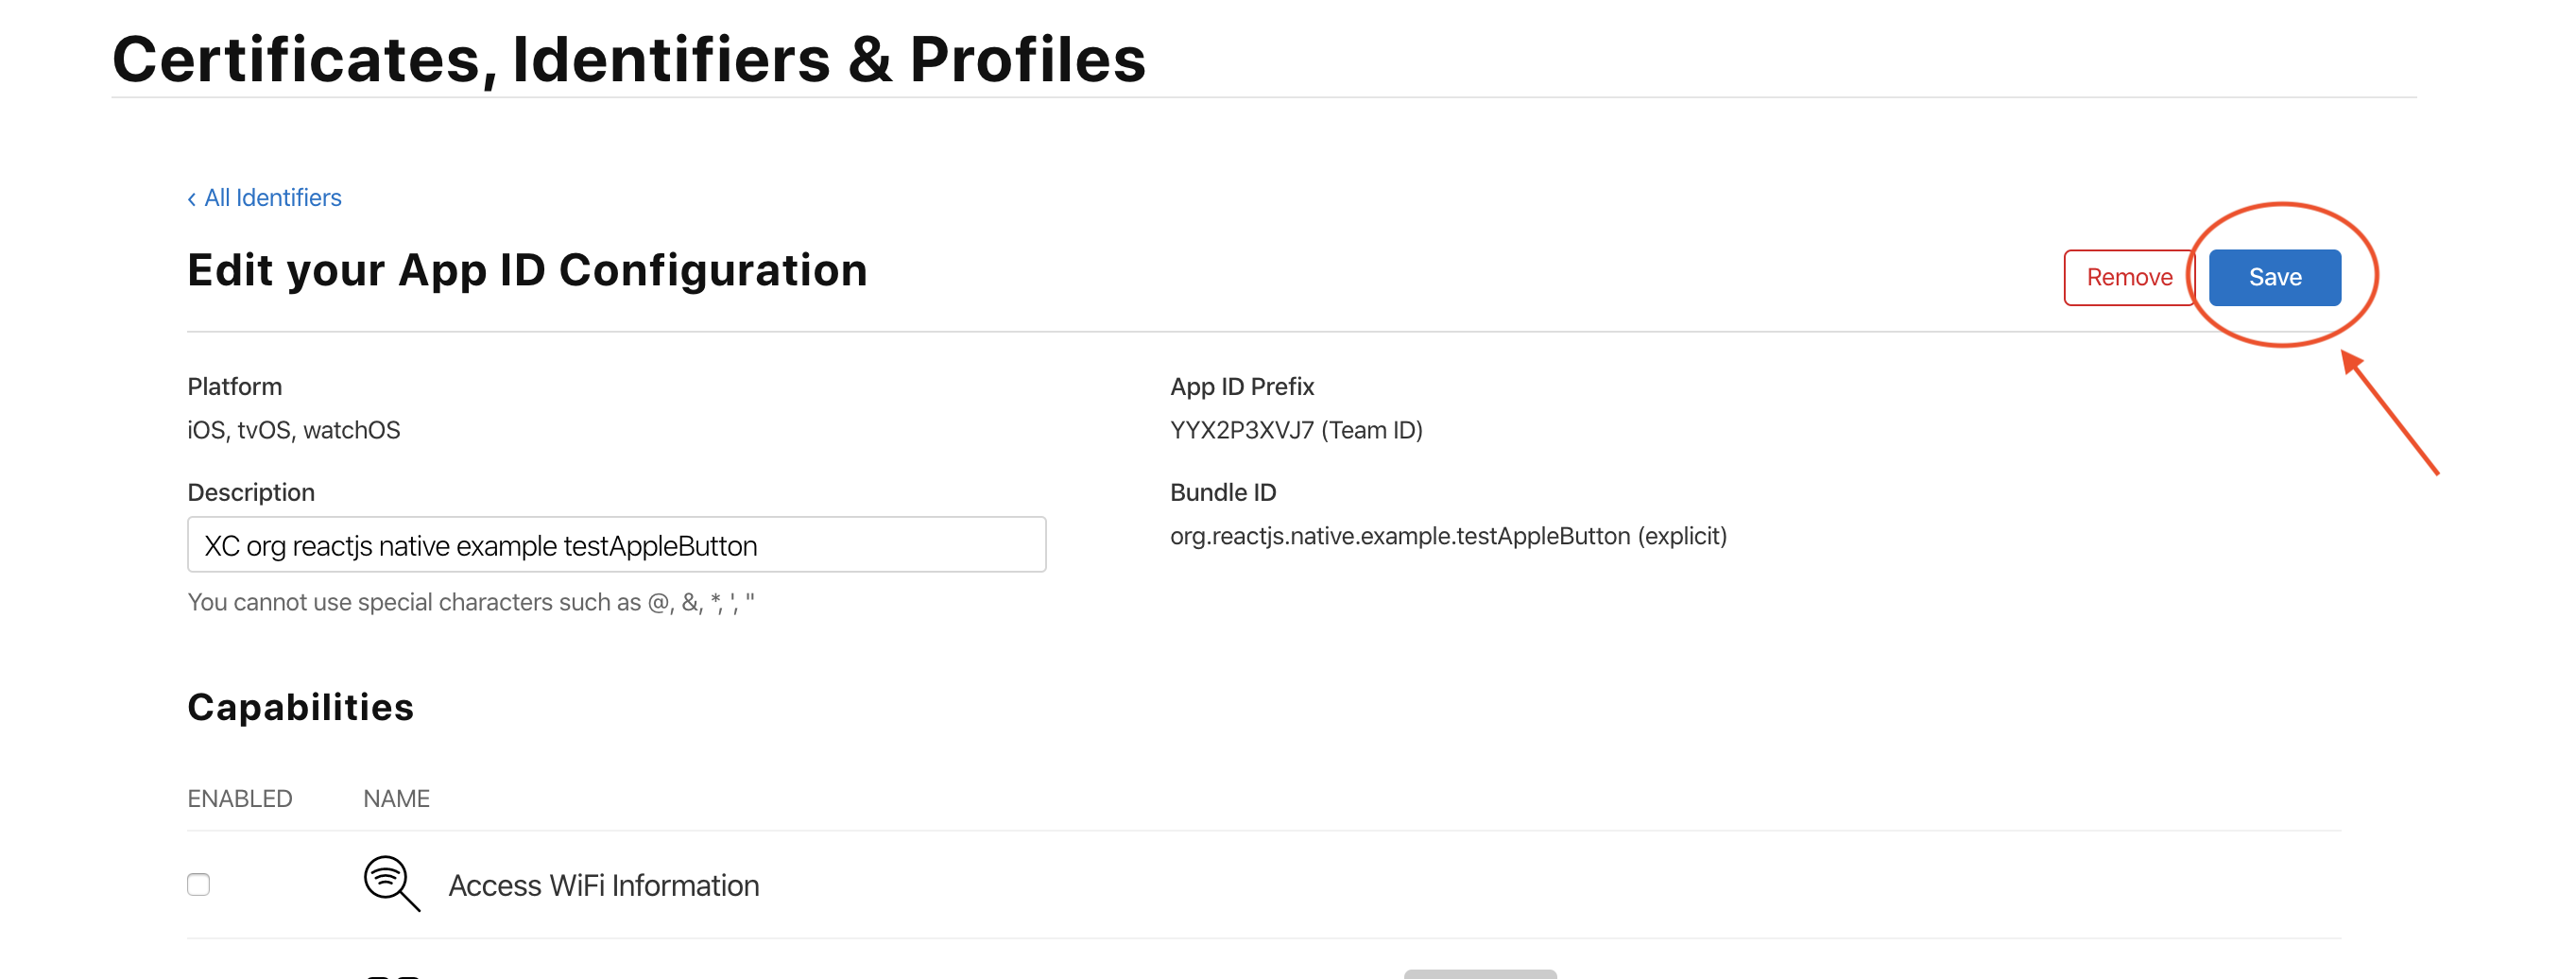 Certificates, Identifiers & Profiles
‹ All Identifiers
Edit your App ID Configuration
Remove
Save
Platform
iOS, tvOS, watchOS
App ID Prefix
YYX2P3XVJ7 (Team ID)
Description
XC org reactjs native example testAppleButton
You cannot use special characters such as @, &, *, ', "
Bundle ID
org.reactjs.native.example.testAppleButton (explicit)
Capabilities
ENABLED NAME
Access WiFi Information